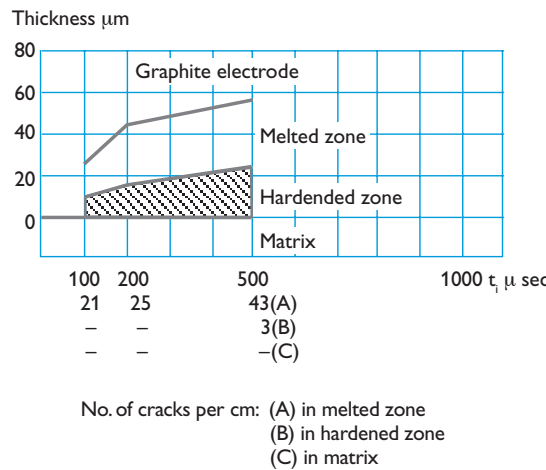 Thickness µm
80
Graphite electrode
60
Melted zone
40
20
Hardended zone
0
Matrix
100 200 500 1000 ti µ sec
21 25 43(A)
– – 3(B)
– – –(C)
No. of cracks per cm: (A) in melted zone
(B) in hardened zone
(C) in matrix